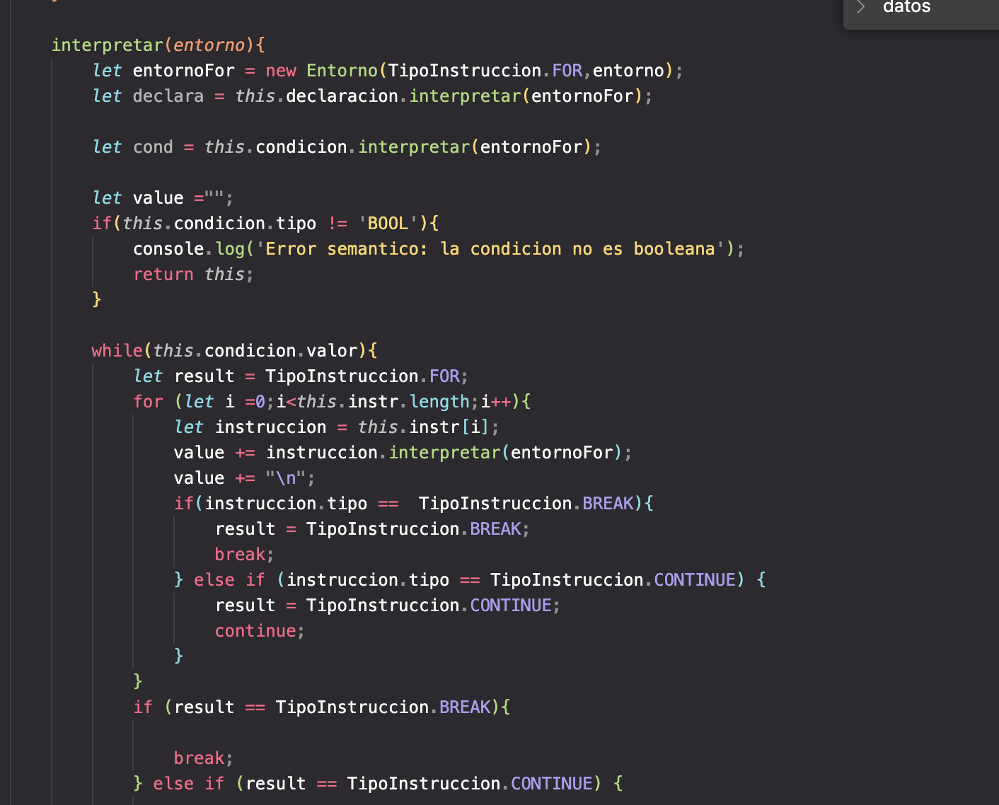 datos
interpretar(entorno){
let entornoFor = new Entorno(TipoInstruccion.FOR,entorno);
let declara = this.declaracion.interpretar(entornoFor);
let cond = this.condicion.interpretar(entornoFor);
let value ="";
if(this.condicion.tipo != 'BOOL'){
console.log('Error semantico: la condicion no es booleana');
return this;
}
while(this.condicion.valor){
let result = TipoInstruccion.FOR;
for (let i =0;i<this.instr.length;i++){
let instruccion = this.instr[i];
value += instruccion.interpretar(entornoFor);
value += "\n";
if(instruccion.tipo ==  TipoInstruccion.BREAK){
result = TipoInstruccion.BREAK;
break;
} else if (instruccion.tipo == TipoInstruccion.CONTINUE) {
result = TipoInstruccion.CONTINUE;
continue;
}
}
if (result == TipoInstruccion.BREAK){
break;
} else if (result == TipoInstruccion.CONTINUE) {